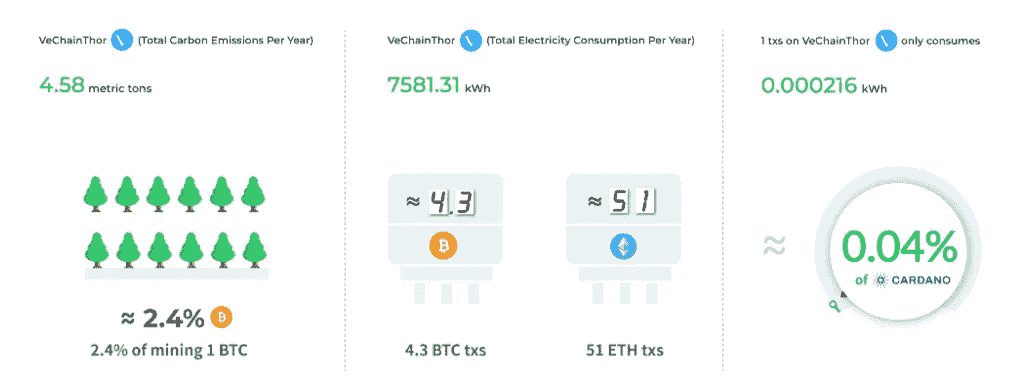 VeChainThor (Total Carbon Emissions Per Year)
4.58 metric tons
≈ 2.4%
2.4% of mining 1 BTC
VeChainThor (Total Electricity Consumption Per Year)
7581.31 kWh
≈ 4.3
4.3 BTC txs
≈ 51
51 ETH txs
1 txs on VeChainThor only consumes
0.000216 kWh
≈
0.04%
of CARDANO